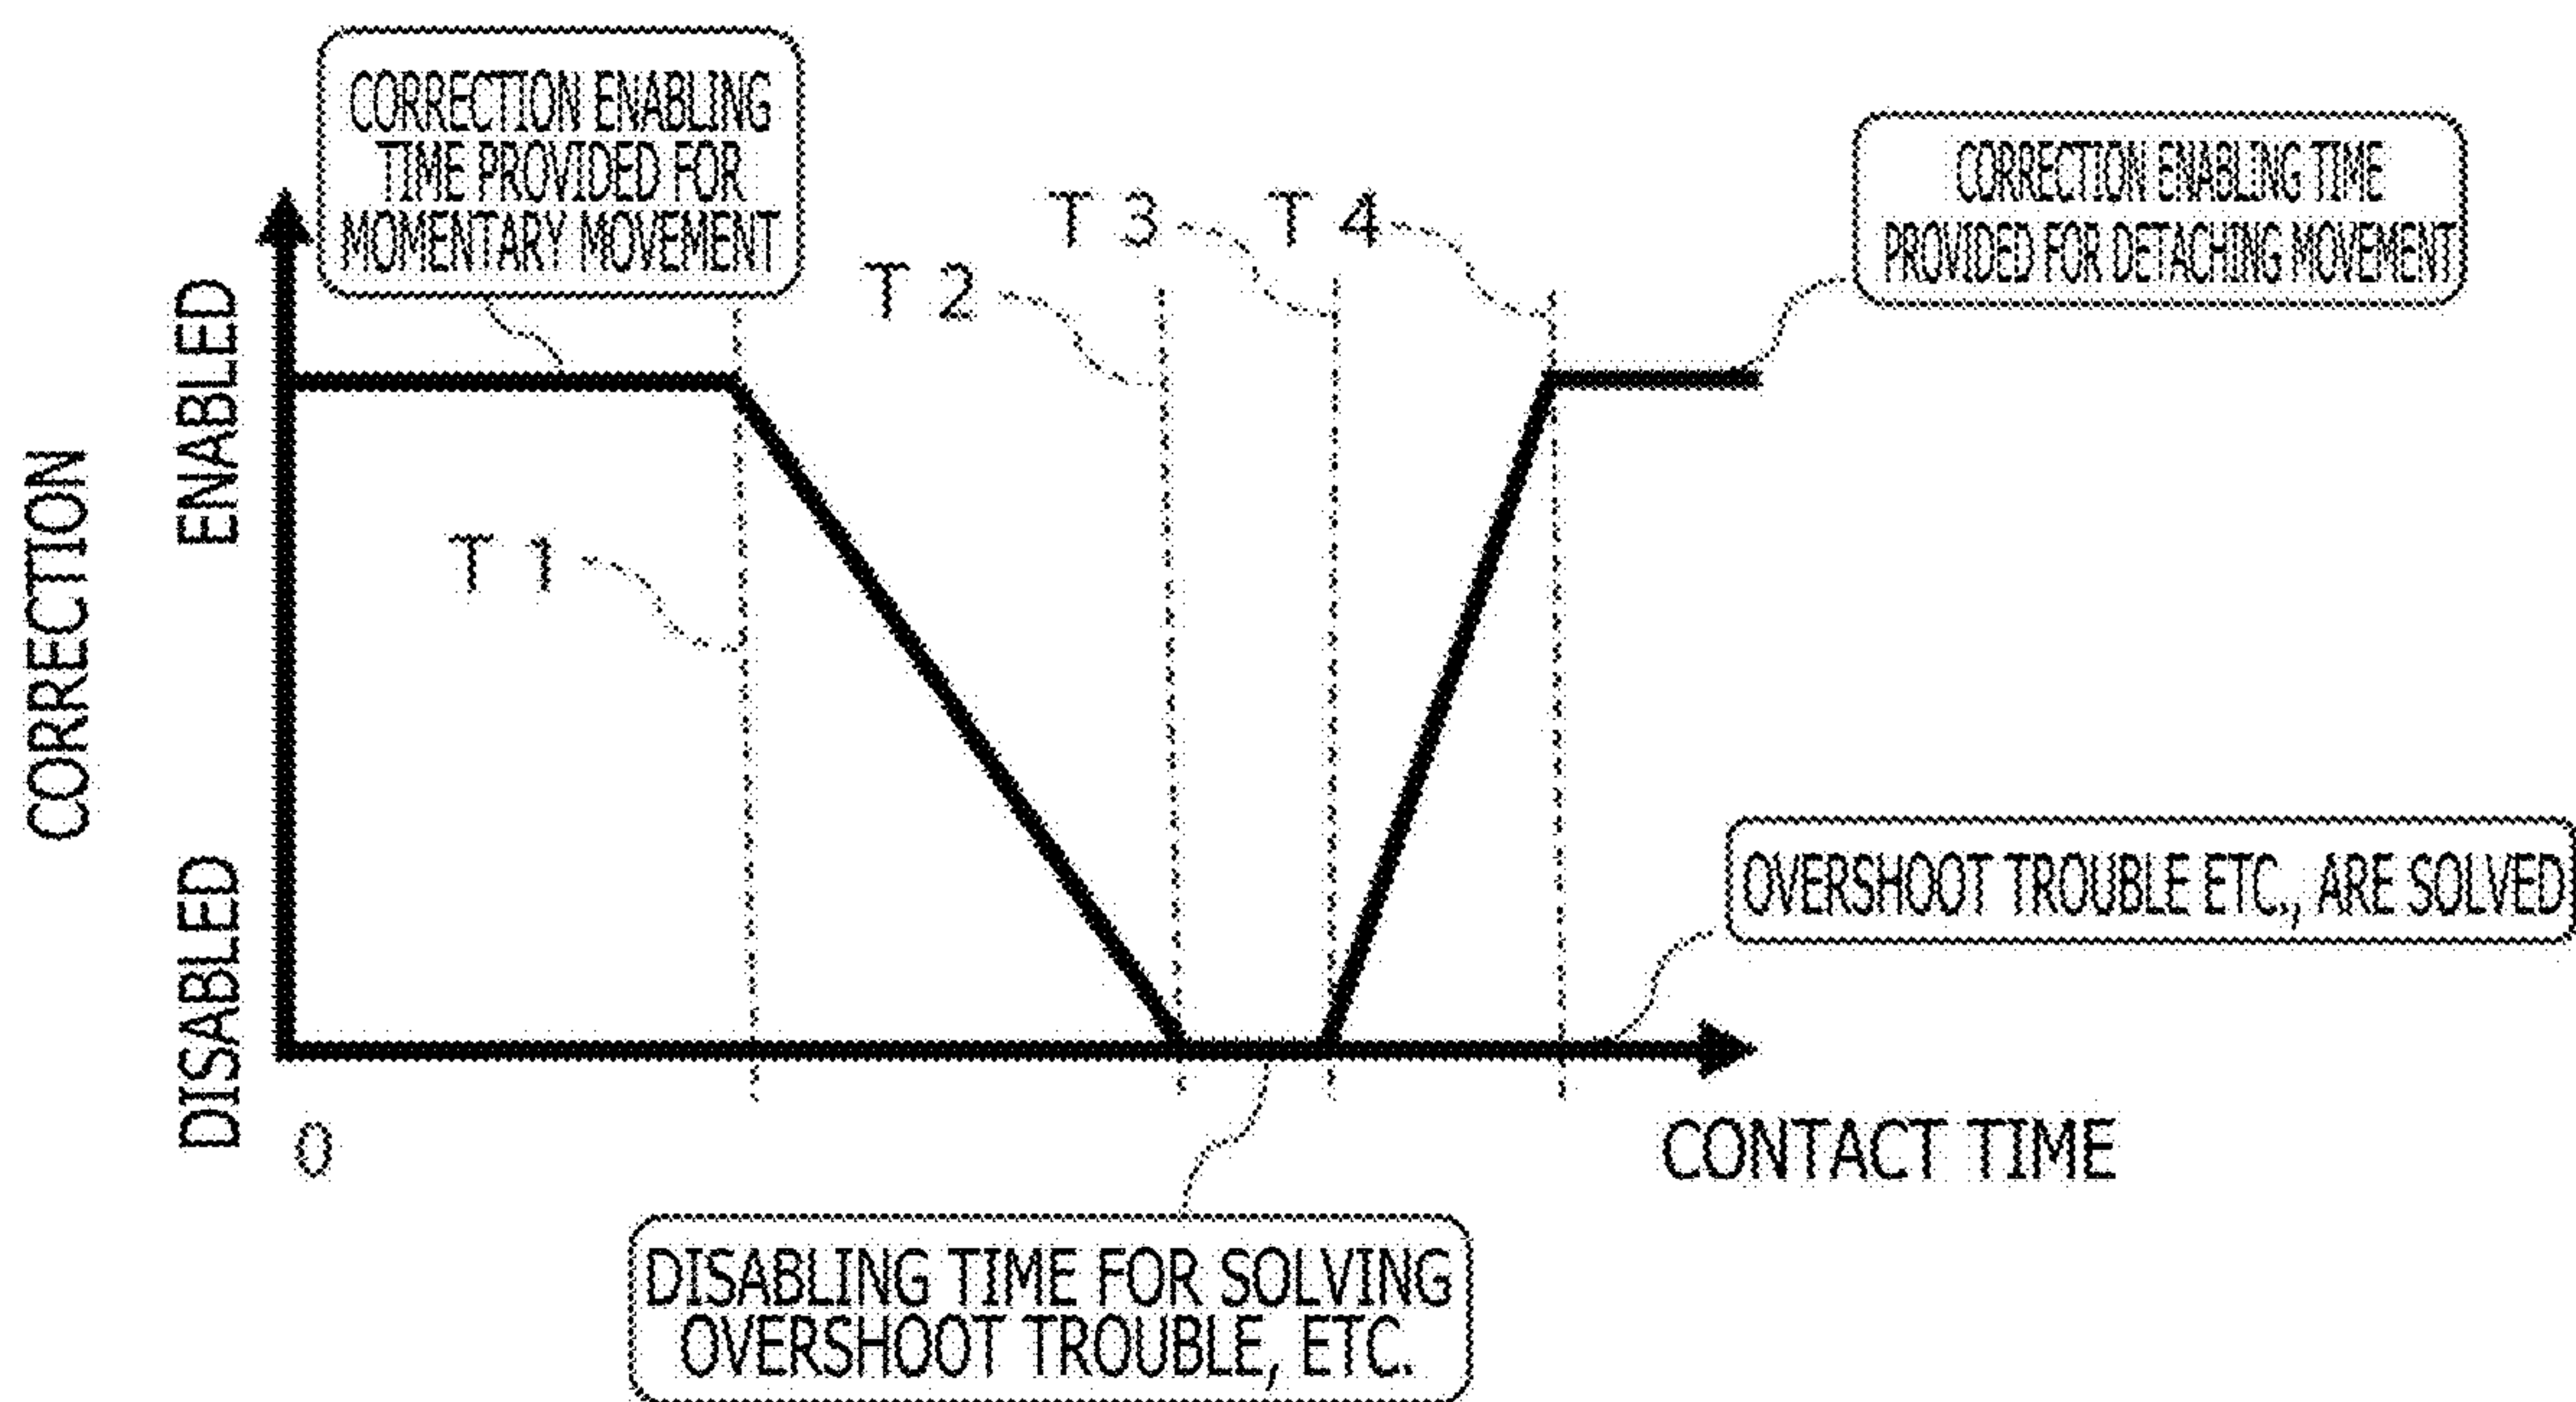 CORRECTION ENABLING
TIME PROVIDED FOR
MOMENTARY MOVEMENT
CORRECTION ENABLING TIME
PROVIDED FOR DETACHING MOVEMENT
T3
T4
T2
T1
CORRECTION
ENABLED
DISABLED
OVERSHOOT TROUBLE ETC., ARE SOLVED
0
CONTACT TIME
DISABLING TIME FOR SOLVING
OVERSHOOT TROUBLE, ETC.